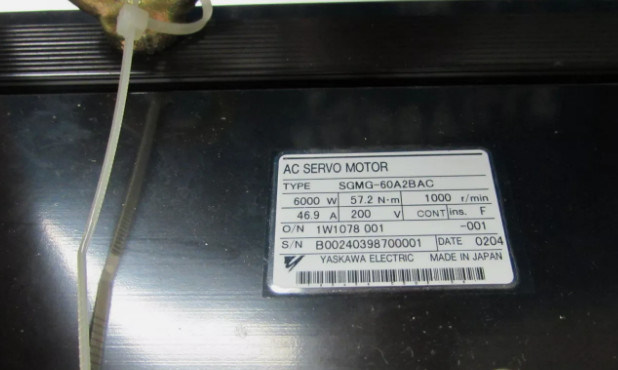 AC SERVO MOTOR
TYPE SGMG-60A2BAC
6000 W 57.2 N·m 1000 r/min
46.9 A 200 V CONT ins. F
O/N 1W1078 001 -001
S/N B00240398700001 DATE 0204
YASKAWA ELECTRIC MADE IN JAPAN